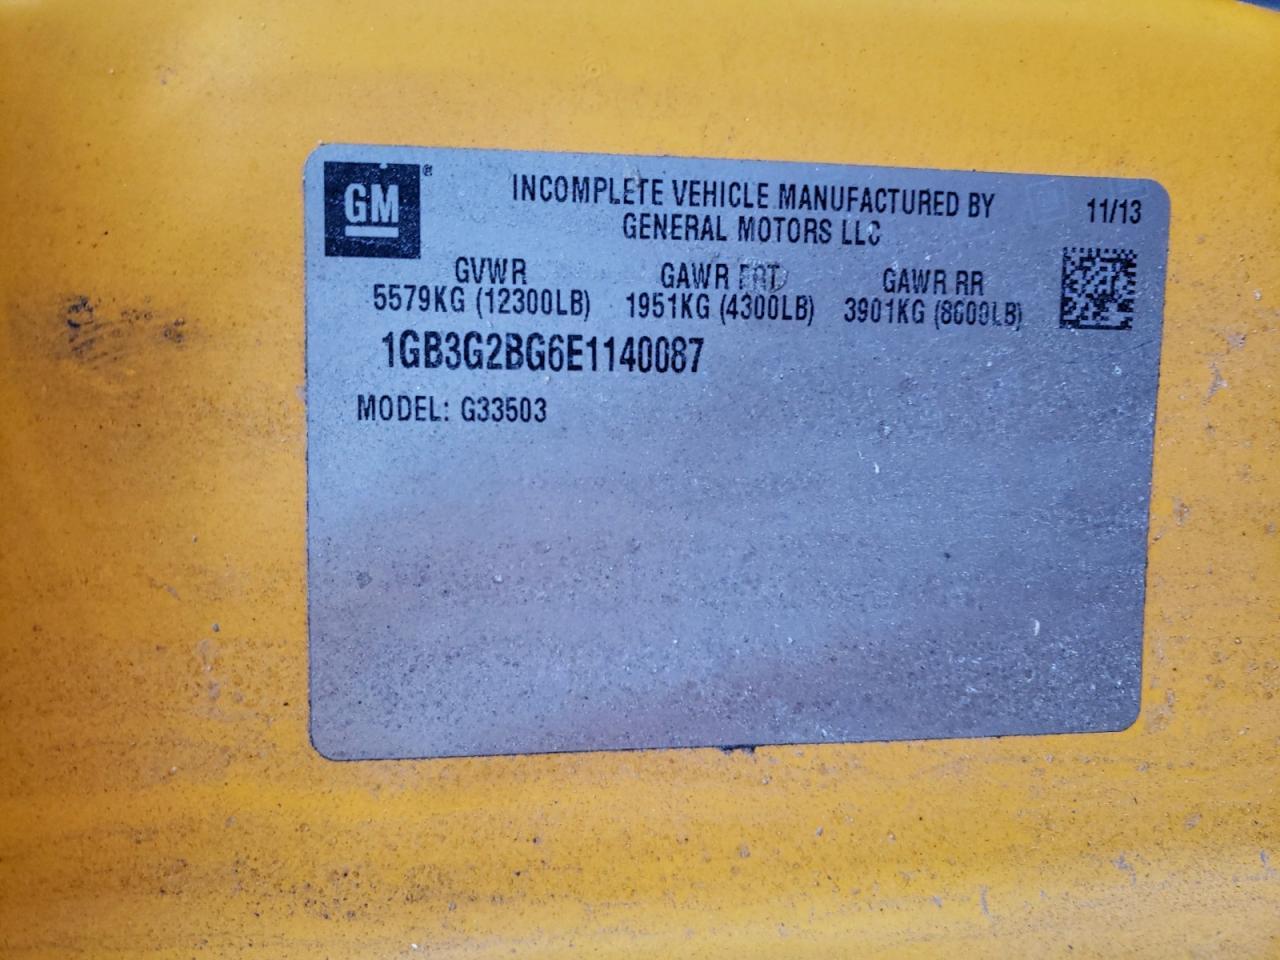 GM ®
INCOMPLETE VEHICLE MANUFACTURED BY
GENERAL MOTORS LLC
11/13
GVWR GAWR FRT GAWR RR
5579KG (12300LB) 1951KG (4300LB) 3901KG (8600LB)
1GB3G2BG6E1140087
MODEL: G33503